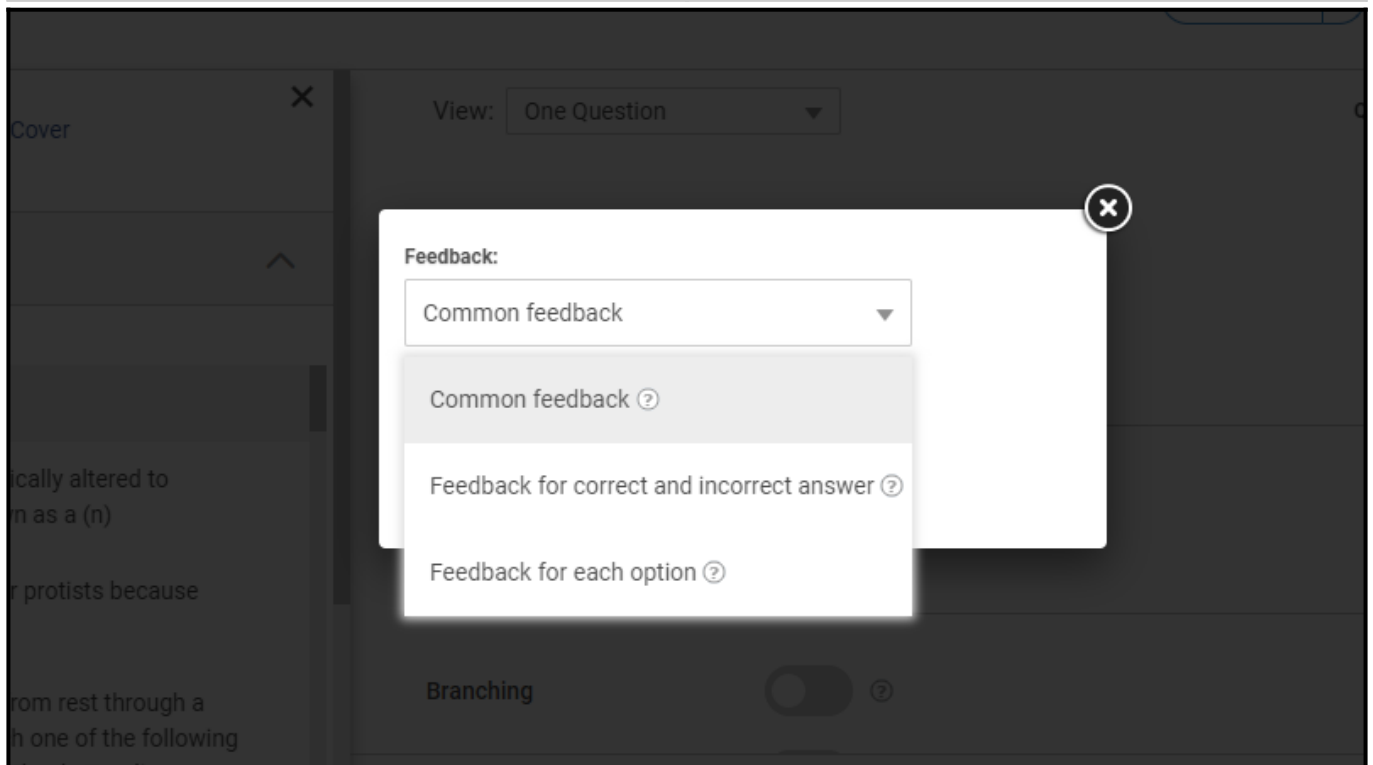 Cover
View:
One Question
Feedback:
Common feedback
Common feedback
Feedback for correct and incorrect answer
Feedback for each option
ically altered to
n as a (n)
r protists because
rom rest through a
h one of the following
Branching